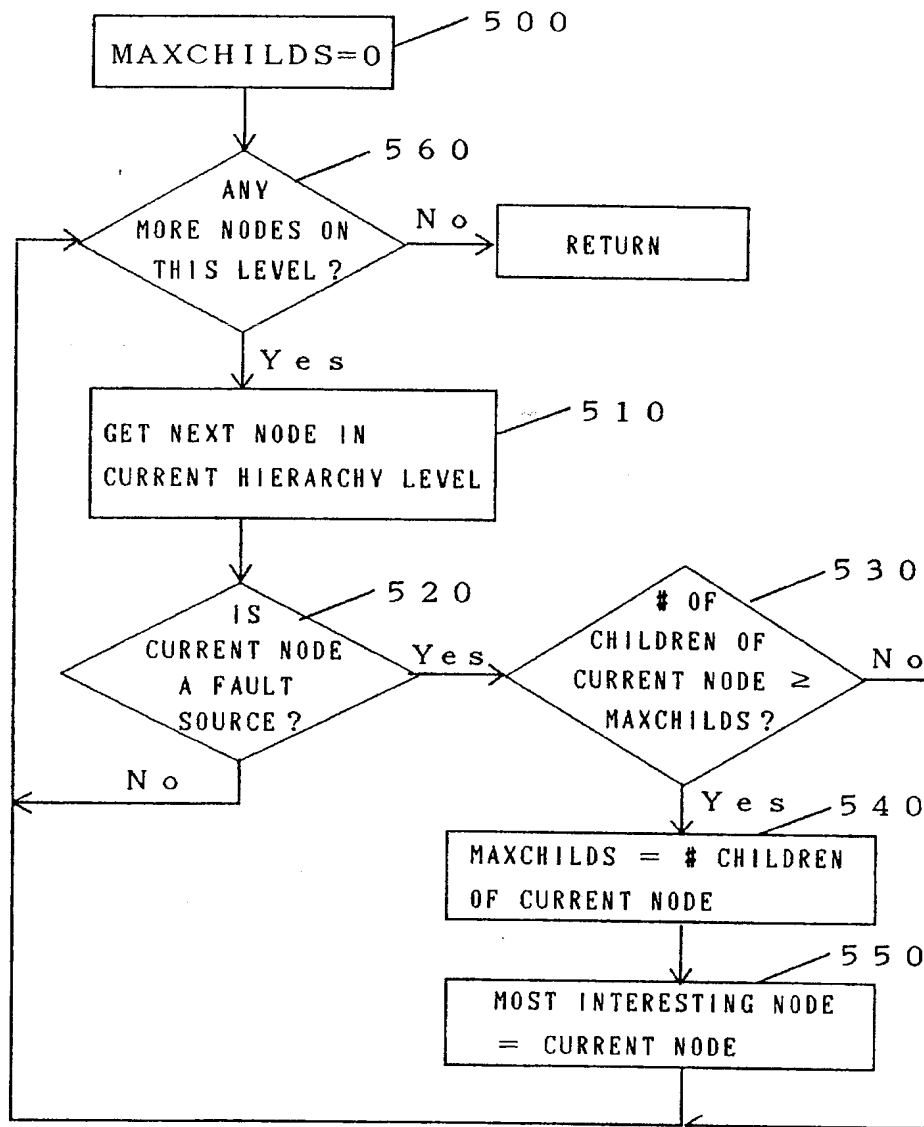 500
MAXCHILDS=0
560
ANY
MORE NODES ON
THIS LEVEL?
No
RETURN
Yes
510
GET NEXT NODE IN
CURRENT HIERARCHY LEVEL
520
IS
CURRENT NODE
A FAULT
SOURCE?
Yes
No
530
# OF
CHILDREN OF
CURRENT NODE ≥
MAXCHILDS?
No
Yes
540
MAXCHILDS = # CHILDREN
OF CURRENT NODE
550
MOST INTERESTING NODE
= CURRENT NODE